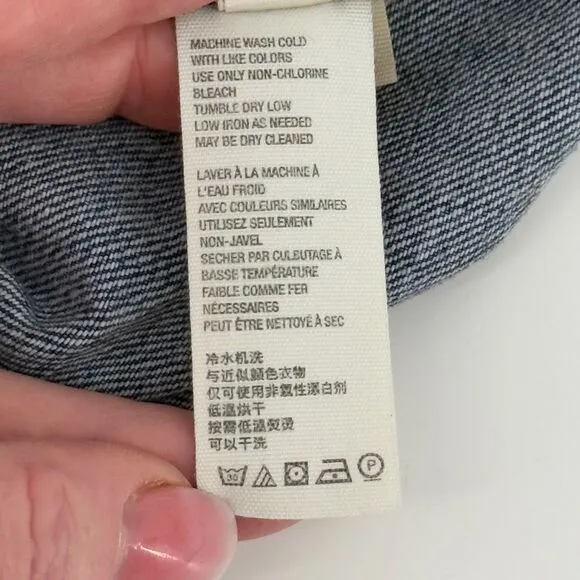 MACHINE WASH COLD
WITH LIKE COLORS
USE ONLY NON-CHLORINE
BLEACH
TUMBLE DRY LOW
LOW IRON AS NEEDED
MAY BE DRY CLEANED
LAVER À LA MACHINE À
L'EAU FROID
AVEC COULEURS SIMILAIRES
UTILISEZ SEULEMENT
NON-JAVEL
SECHER PAR CULBUTAGE À
BASSE TEMPÉRATURE
FAIBLE COMME FER
NÉCESSAIRES
PEUT ÊTRE NETTOYÉ À SEC
冷水机洗
与近似顏色衣物
仅可使用非氯性漂白剂
低温烘干
按需低溫熨烫
可以干洗
30 P